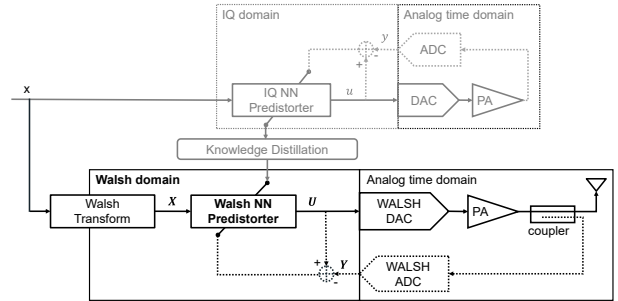 IQ domain
Analog time domain
y
ADC
+
-
x
IQ NN
Predistorter
u
DAC
PA
Knowledge Distillation
Walsh domain
Analog time domain
Walsh
Transform
X
Walsh NN
Predistorter
U
WALSH
DAC
PA
coupler
+
-
Y
WALSH
ADC